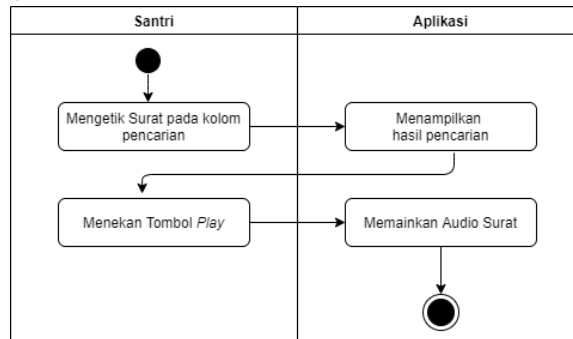 Santri
Aplikasi
Mengetik Surat pada kolom
pencarian
Menampilkan
hasil pencarian
Menekan Tombol Play
Memainkan Audio Surat